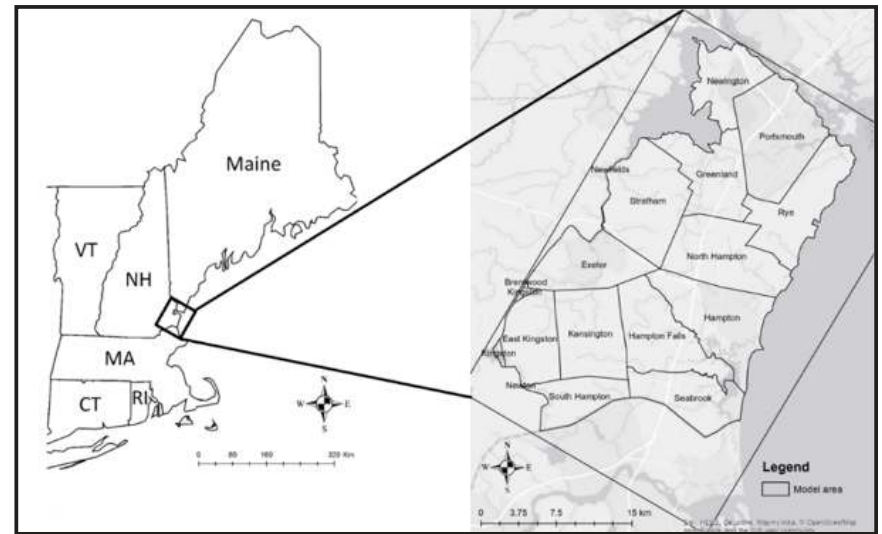 Maine
VT
NH
MA
CT
RI
N
W
E
S
0
80
160
320 Km
Newington
Portsmouth
Newfields
Greenland
Stratham
Rye
North Hampton
Exeter
Brentwood
Kingston
Hampton
East Kingston
Kensington
Hampton Falls
Kingston
Newton
South Hampton
Seabrook
N
W
E
S
0 3.75 7.5 15 km
Legend
Model area